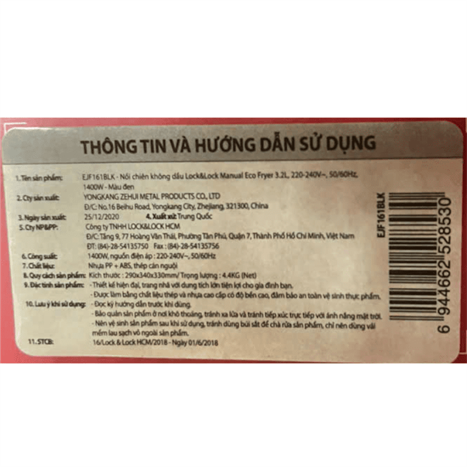 THÔNG TIN VÀ HƯỚNG DẪN SỬ DỤNG
1.Tên sản phẩm: EJF161BLK - Nồi chiên không dầu Lock&Lock Manual Eco Fryer 3.2L, 220-240V~, 50/60Hz,
1400W - Màu đen
2. Cty sản xuất: YONGKANG ZEHUI METAL PRODUCTS CO., LTD
Đ/C: No.16 Beihu Road, Yongkang City, Zhejiang, 321300, China
3. Ngày sản xuất: 25/12/2020 4. Xuất xứ: Trung Quốc
5. Cty NP&PP: Công ty TNHH LOCK&LOCK HCM
Đ/C: Tầng 9, 77 Hoàng Văn Thái, Phường Tân Phú, Quận 7, Thành Phố Hồ Chí Minh, Việt Nam
ĐT: (84)-28-54135750 Fax: (84)-28-54135756
6. Công suất: 1400W, nguồn điện áp : 220-240V~, 50/60Hz
7. Chất liệu: Nhựa PP + ABS, thép cán nguội
8. Quy cách sản phẩm: Kích thước : 290x340x330mm/ Trọng lượng : 4.4KG (Net)
9. Đặc tính sản phẩm: - Thiết kế hiện đại, trang nhã với dung tích lớn tiện lợi cho gia đình bạn.
- Được làm bằng chất liệu thép và nhựa cao cấp có độ bền cao, đảm bảo an toàn vệ sinh thực phẩm.
10. Lưu ý khi sử dụng: - Đọc kỹ hướng dẫn trước khi sử dụng.
- Bảo quản sản phẩm ở nơi khô thoáng, tránh xa lửa và tránh tiếp xúc trực tiếp với ánh nắng mặt trời.
- Nên vệ sinh sản phẩm sau khi sử dụng, tránh dùng búi sắt để chà rửa sản phẩm, chỉ nên dùng vải
mềm lau sạch vỏ ngoài sản phẩm.
11. STCB: 16/Lock & Lock HCM/2018 - Ngày 01/6/2018
EJF161BLK
6 944662 528530